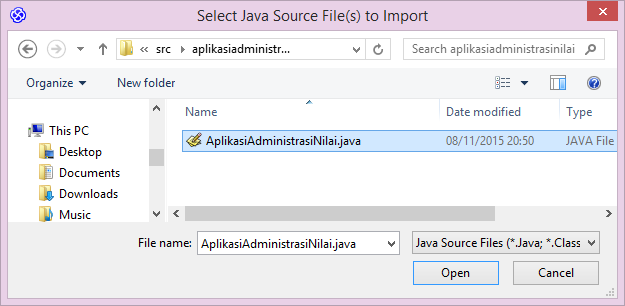 Select Java Source File(s) to Import
« src ▸ aplikasiadministr...
Search aplikasiadministrasinilai
Organize
New folder
Name
Date modified
Type
This PC
Desktop
Documents
Downloads
Music
AplikasiAdministrasiNilai.java
08/11/2015 20:50
JAVA File
File name:
AplikasiAdministrasiNilai.java
Java Source Files (*.Java; *.Class
Open
Cancel